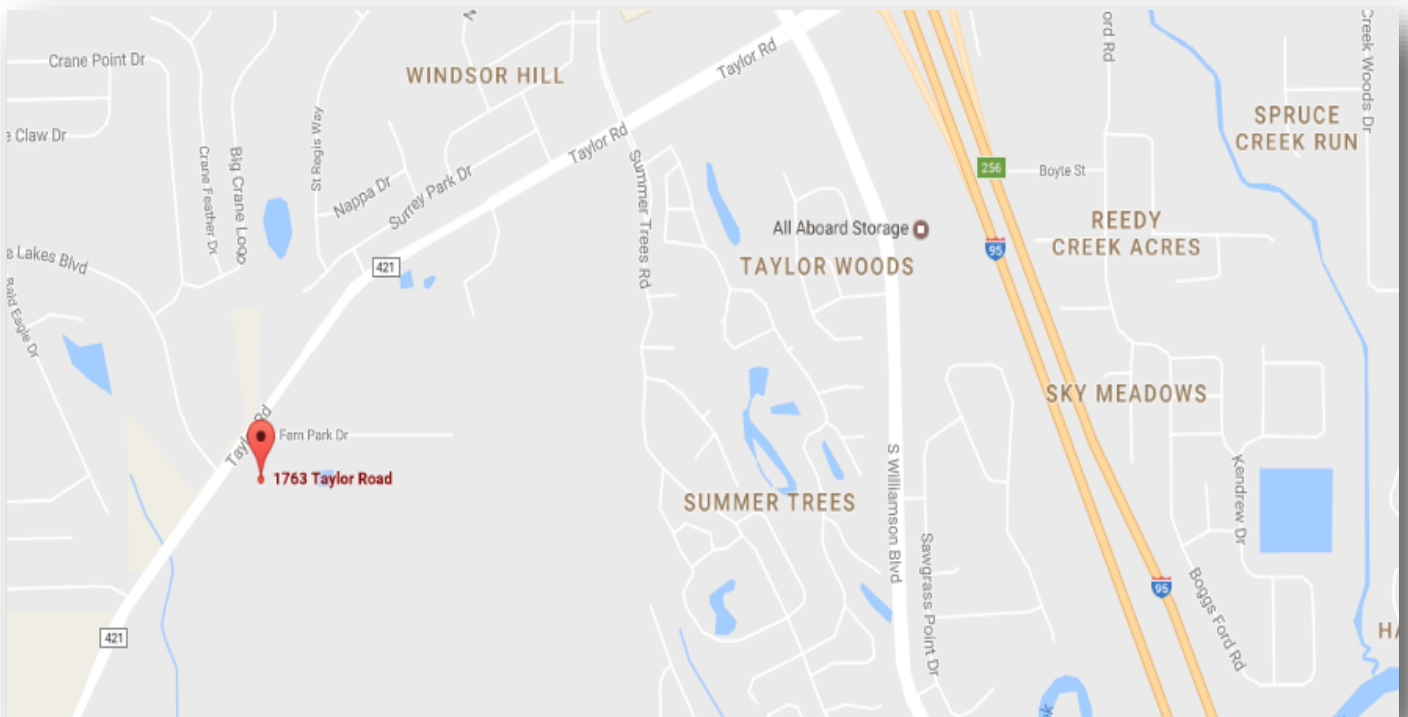 Crane Point Dr
WINDSOR HILL
Taylor Rd
ord Rd
Creek Woods Dr
e Claw Dr
Crane Feather Dr
Big Crane Loop
St Regis Way
Nappa Dr
Surrey Park Dr
Taylor Rd
Summer Trees Rd
SPRUCE
CREEK RUN
256
Boyle St
All Aboard Storage
TAYLOR WOODS
95
REEDY
CREEK ACRES
e Lakes Blvd
Bald Eagle Dr
421
SKY MEADOWS
Taylor Rd
Fern Park Dr
1763 Taylor Road
SUMMER TREES
S Williamson Blvd
Sawgrass Point Dr
Kendrew Dr
Boggs Ford Rd
95
421
HA
ok